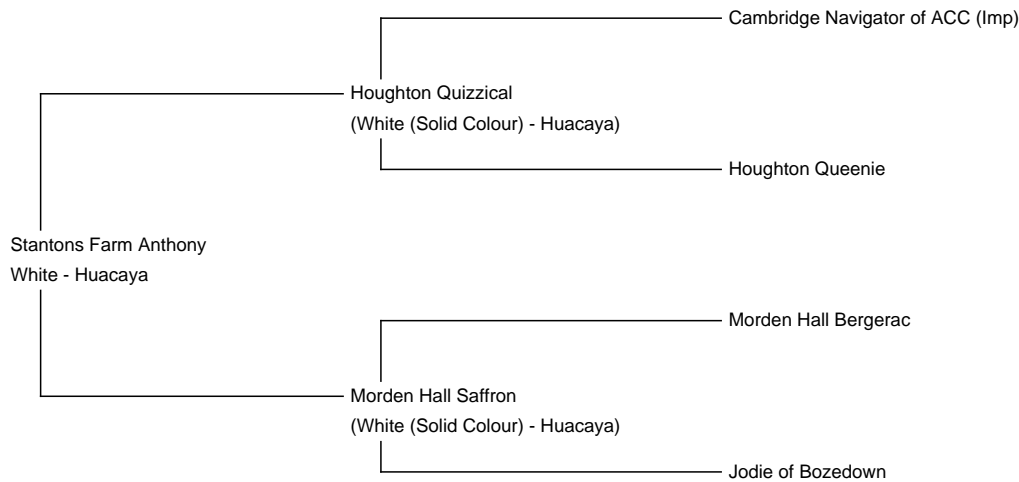 Cambridge Navigator of ACC (Imp)
Houghton Quizzical
(White (Solid Colour) - Huacaya)
Houghton Queenie
Stantons Farm Anthony
White - Huacaya
Morden Hall Bergerac
Morden Hall Saffron
(White (Solid Colour) - Huacaya)
Jodie of Bozedown